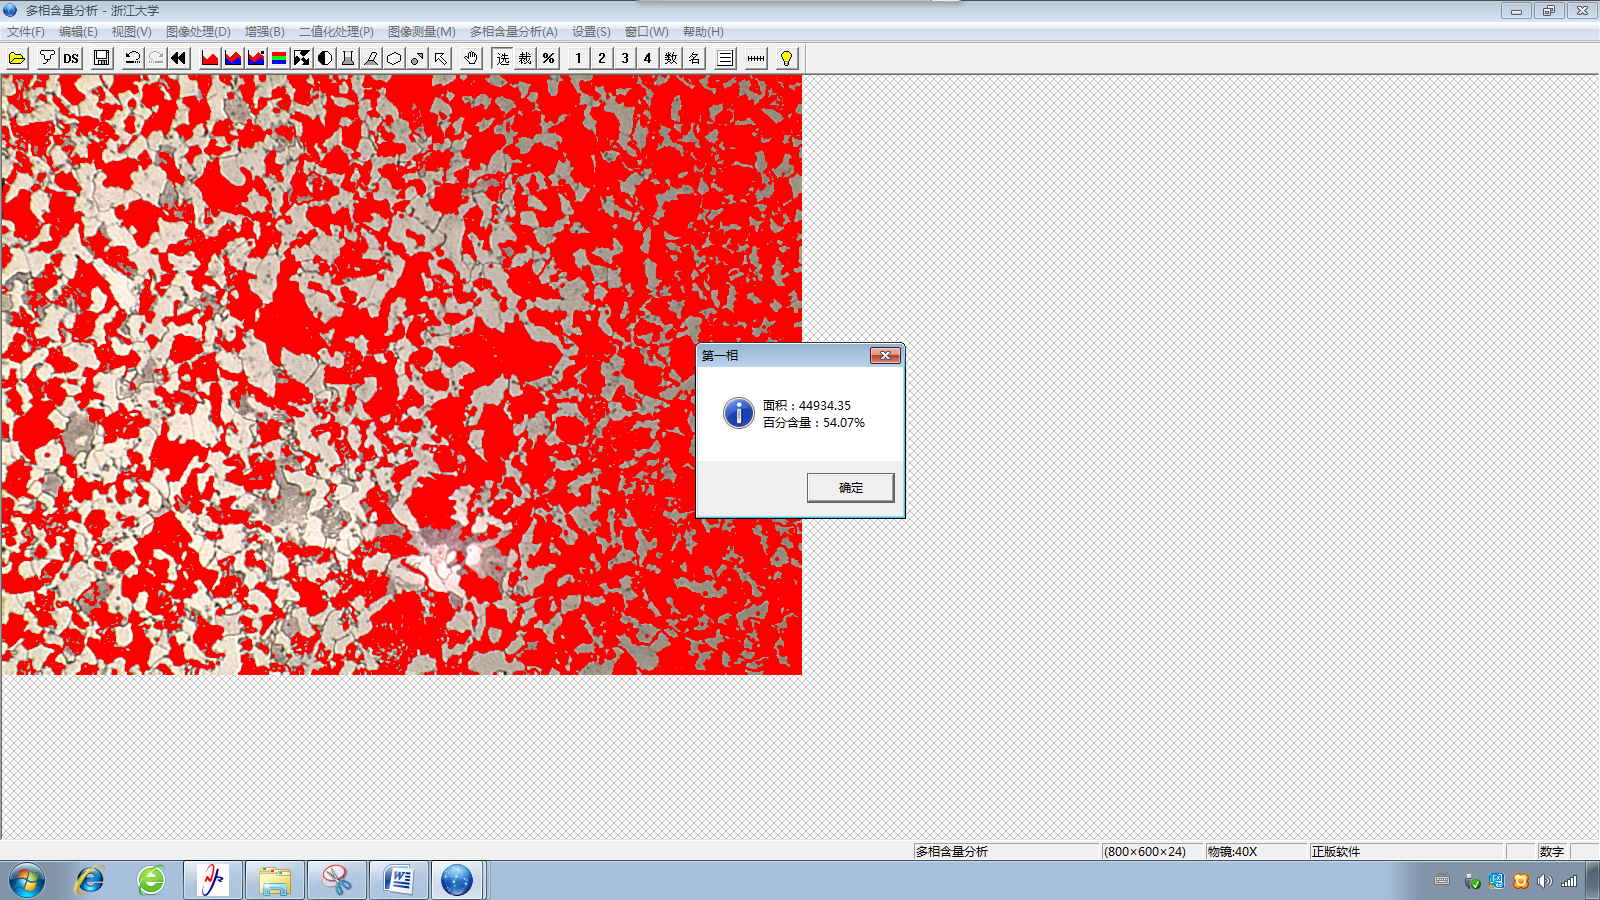 多相含量分析 - 浙江大学
文件(F) 编辑(E) 视图(V) 图像处理(D) 增强(B) 二值化处理(P) 图像测量(M) 多相含量分析(A) 设置(S) 窗口(W) 帮助(H)
DS 选 裁 % 1 2 3 4 数 名
第一相
面积：44934.35
百分含量：54.07%
确定
多相含量分析 (800×600×24) 物镜:40X 正版软件 数字